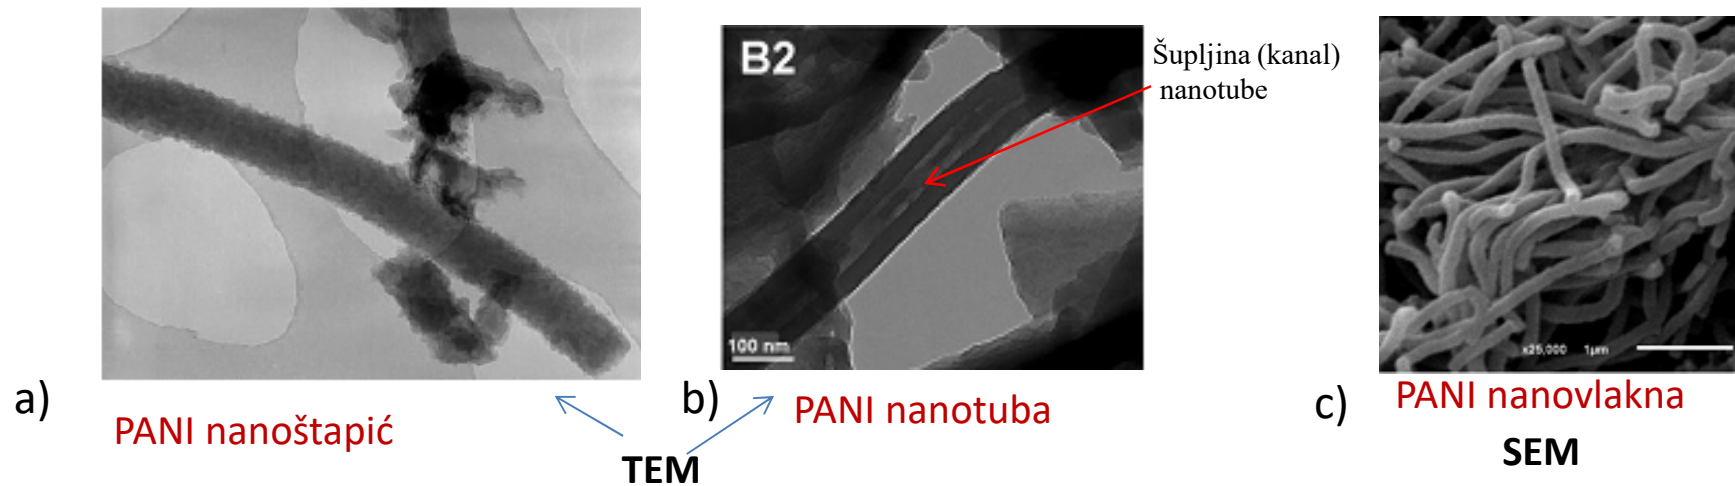 B2
Šupljina (kanal)
nanotube
100 nm
x25,000 1µm
a)
PANI nanoštapić
b)
PANI nanotuba
c)
PANI nanovlakna
TEM
SEM